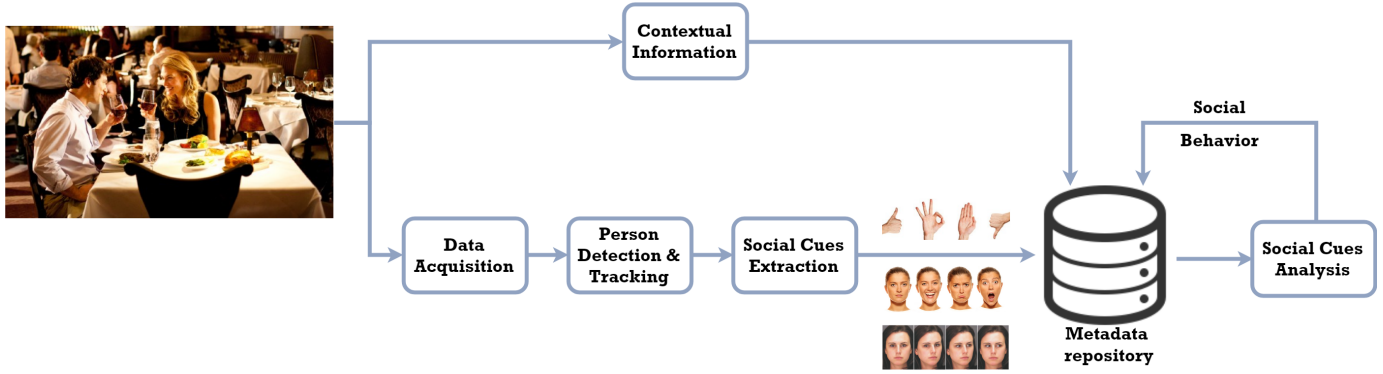 Contextual
Information
Social
Behavior
Data
Acquisition
Person
Detection &
Tracking
Social Cues
Extraction
Social Cues
Analysis
Metadata
repository